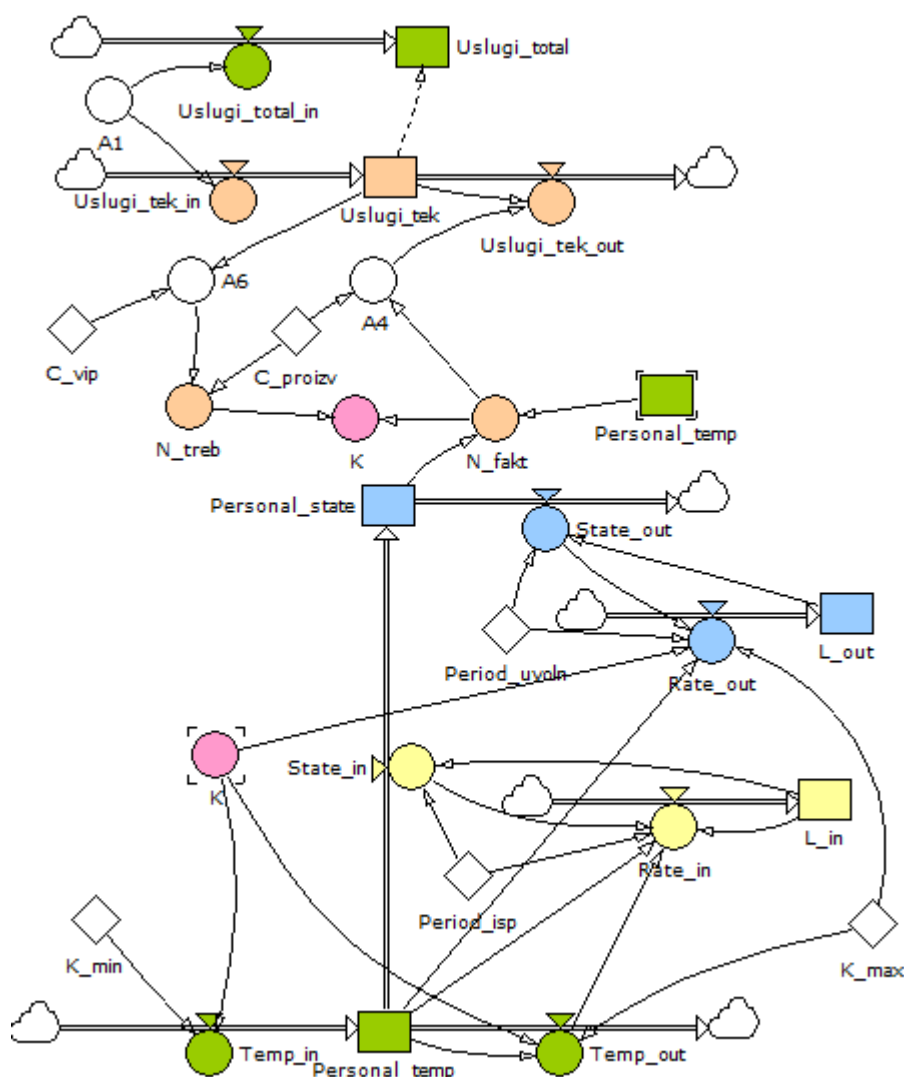 Uslugi_total
Uslugi_total_in
A1
Uslugi_tek_in
Uslugi_tek
Uslugi_tek_out
A6
A4
C_vip
C_proizv
N_treb
K
N_fakt
Personal_temp
Personal_state
State_out
Period_uvoln
Rate_out
L_out
K
State_in
Rate_in
L_in
Period_isp
K_min
K_max
Temp_in
Personal_temp
Temp_out